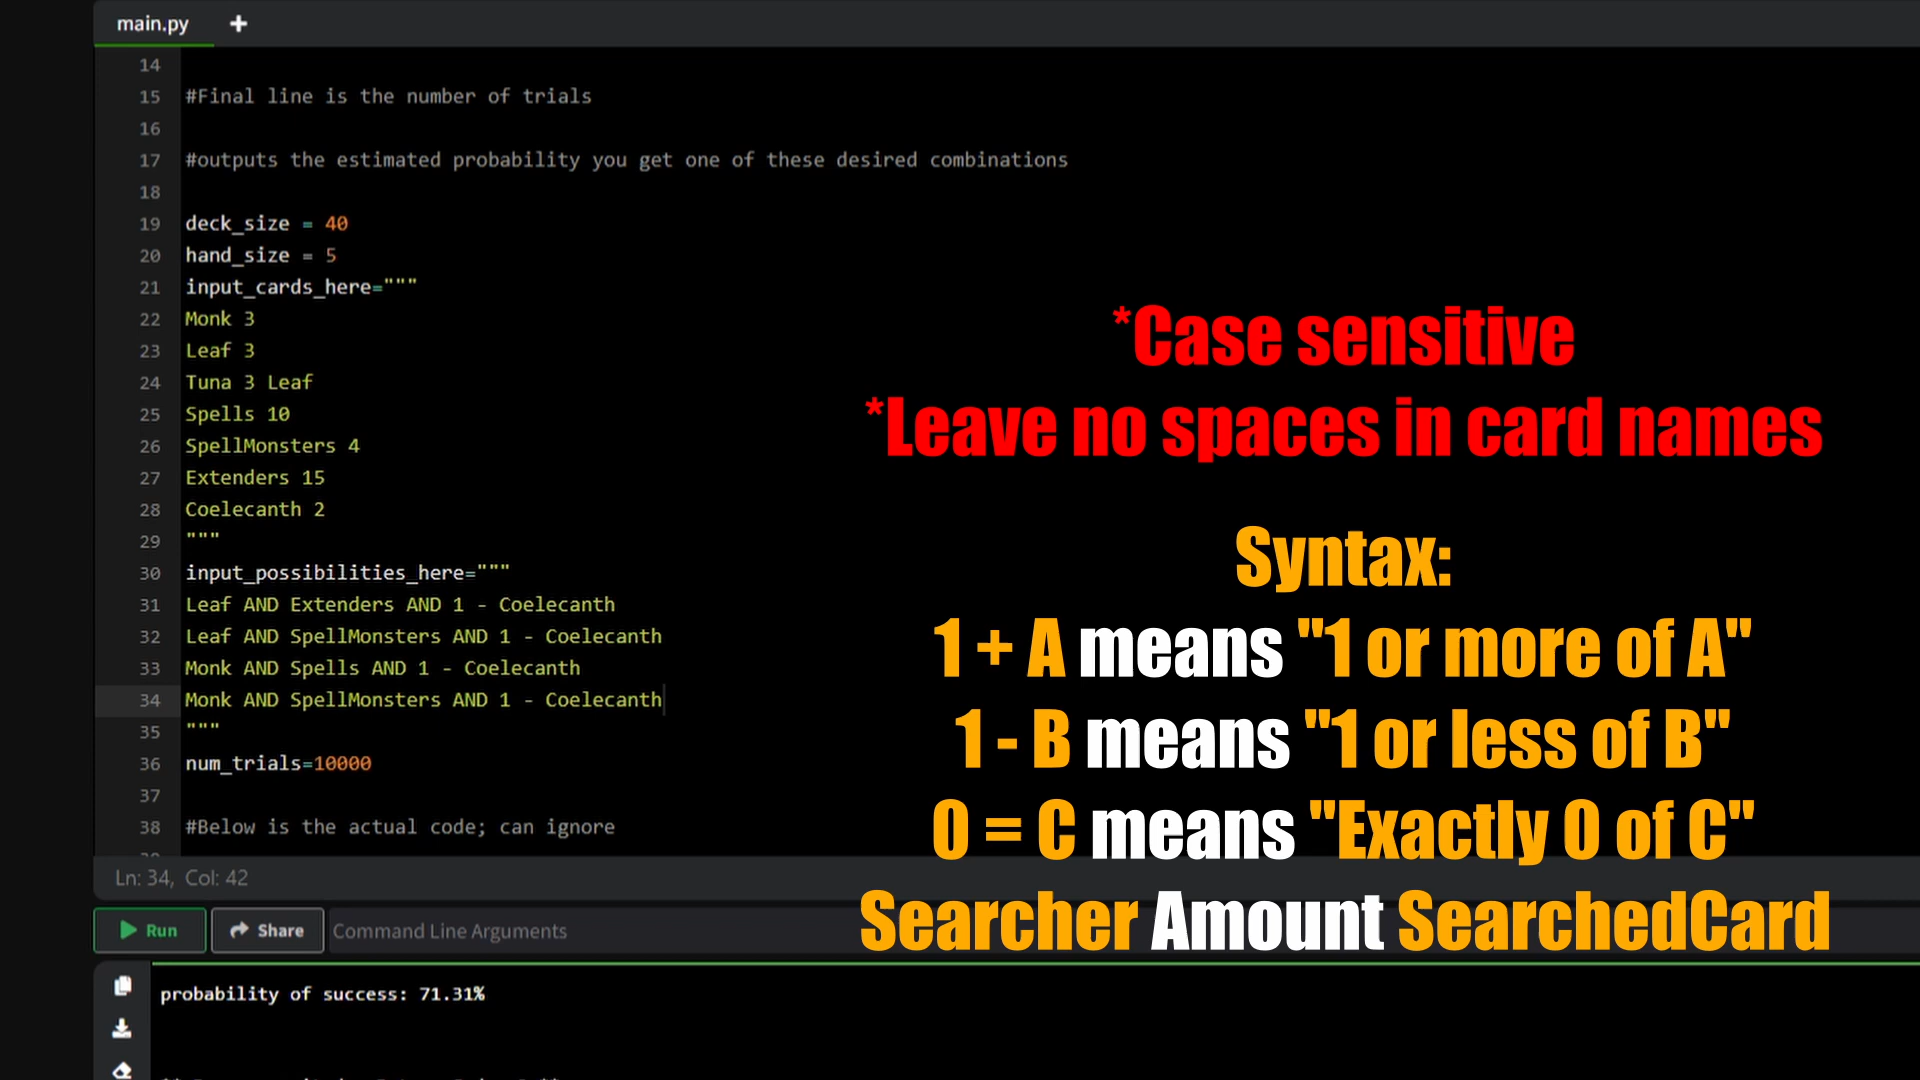 main.py +
14
15 #Final line is the number of trials
16
17 #outputs the estimated probability you get one of these desired combinations
18
19 deck_size = 40
20 hand_size = 5
21 input_cards_here="""
22 Monk 3
23 Leaf 3
24 Tuna 3 Leaf
25 Spells 10
26 SpellMonsters 4
27 Extenders 15
28 Coelecanth 2
29 """
30 input_possibilities_here="""
31 Leaf AND Extenders AND 1 - Coelecanth
32 Leaf AND SpellMonsters AND 1 - Coelecanth
33 Monk AND Spells AND 1 - Coelecanth
34 Monk AND SpellMonsters AND 1 - Coelecanth
35 """
36 num_trials=10000
37
38 #Below is the actual code; can ignore
*Case sensitive
*Leave no spaces in card names
Syntax:
1 + A means "1 or more of A"
1 - B means "1 or less of B"
0 = C means "Exactly 0 of C"
Searcher Amount SearchedCard
Ln: 34, Col: 42
Run Share Command Line Arguments
probability of success: 71.31%